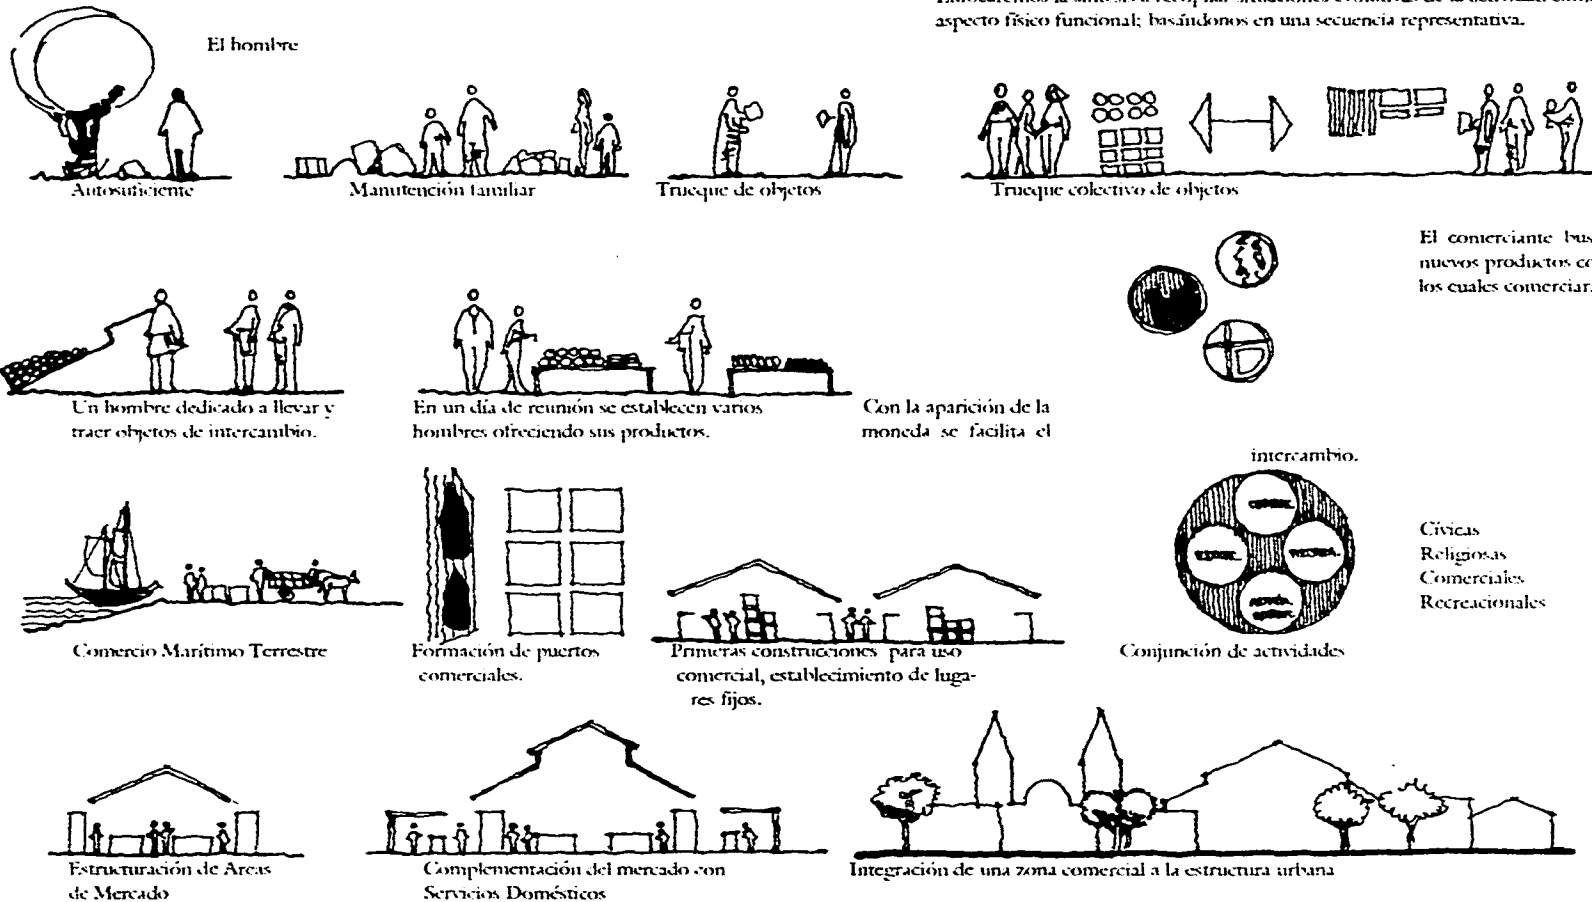 aspecto físico funcional; basándonos en una secuencia representativa.
El hombre
Autosuficiente
Manutención familiar
Trueque de objetos
Trueque colectivo de objetos
El comerciante bus
nuevos productos co
los cuales comerciar.
Un hombre dedicado a llevar y
traer objetos de intercambio.
En un día de reunión se establecen varios
hombres ofreciendo sus productos.
Con la aparición de la
moneda se facilita el
intercambio.
RECREA.
Cívicas
Religiosas
Comerciales
Recreacionales
Comercio Marítimo Terrestre
Formación de puertos
comerciales.
Primeras construcciones para uso
comercial, establecimiento de luga-
res fijos.
Conjunción de actividades
Estructuración de Areas
de Mercado
Complementación del mercado con
Servicios Domésticos
Integración de una zona comercial a la estructura urbana